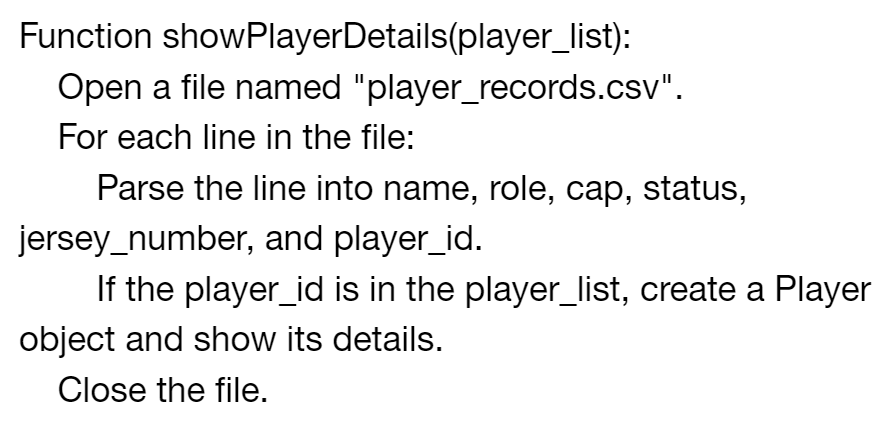 Function showPlayerDetails(player_list):
Open a file named "player_records.csv".
For each line in the file:
Parse the line into name, role, cap, status,
jersey_number, and player_id.
If the player_id is in the player_list, create a Player
object and show its details.
Close the file.